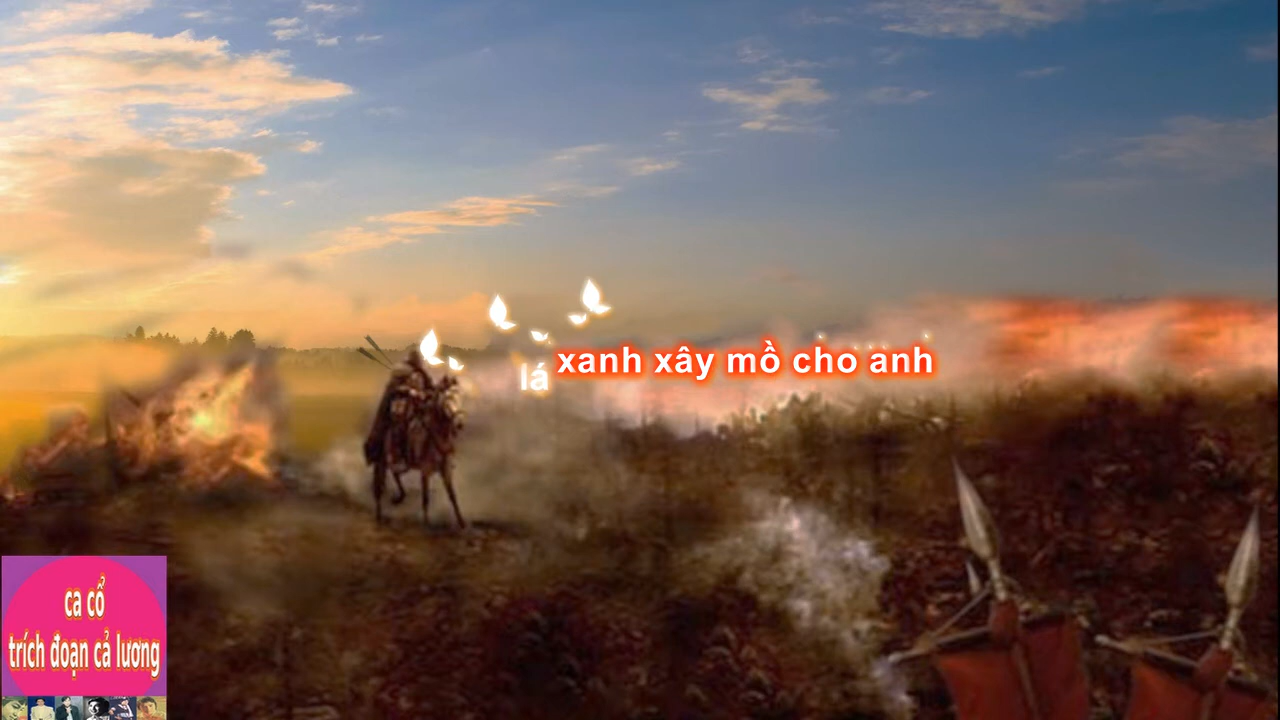 lá xanh xây mồ cho anh
ca cổ
trích đoạn cả lương